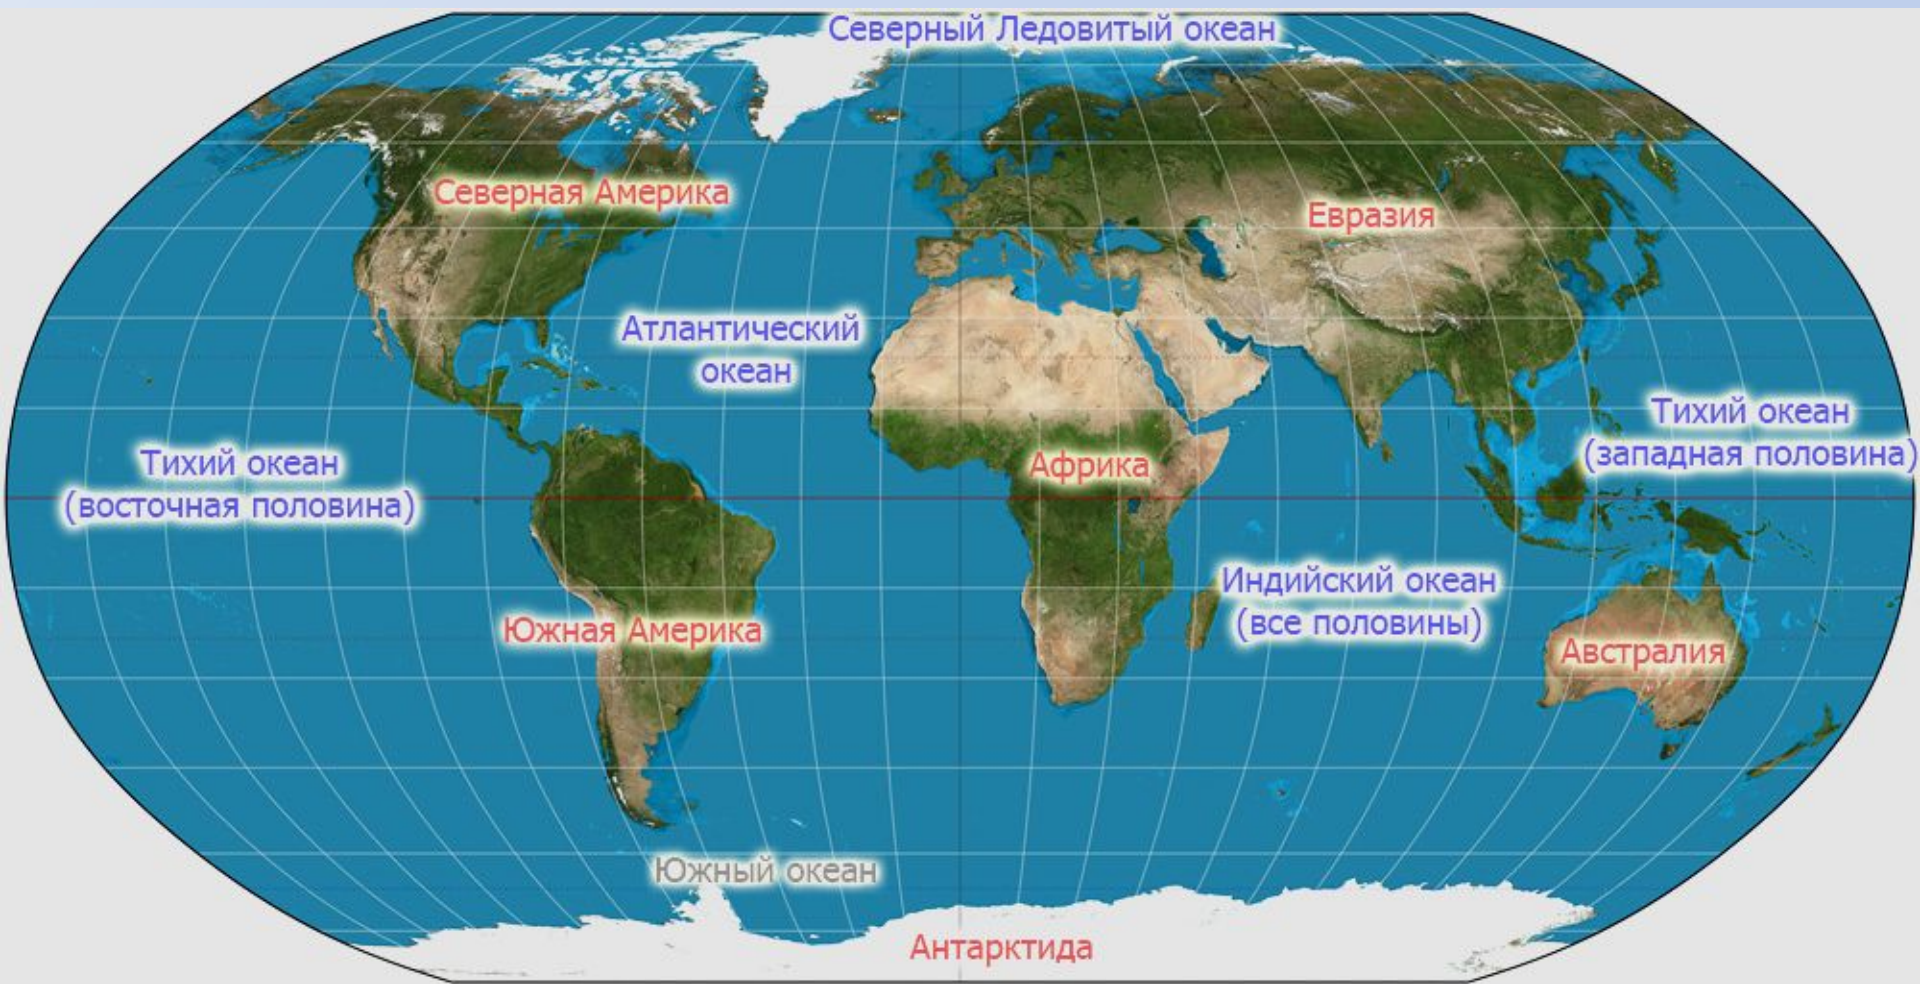 Северный Ледовитый океан
Северная Америка
Евразия
Атлантический
океан
Тихий океан
(западная половина)
Тихий океан
(восточная половина)
Африка
Индийский океан
(все половины)
Южная Америка
Австралия
Южный океан
Антарктида